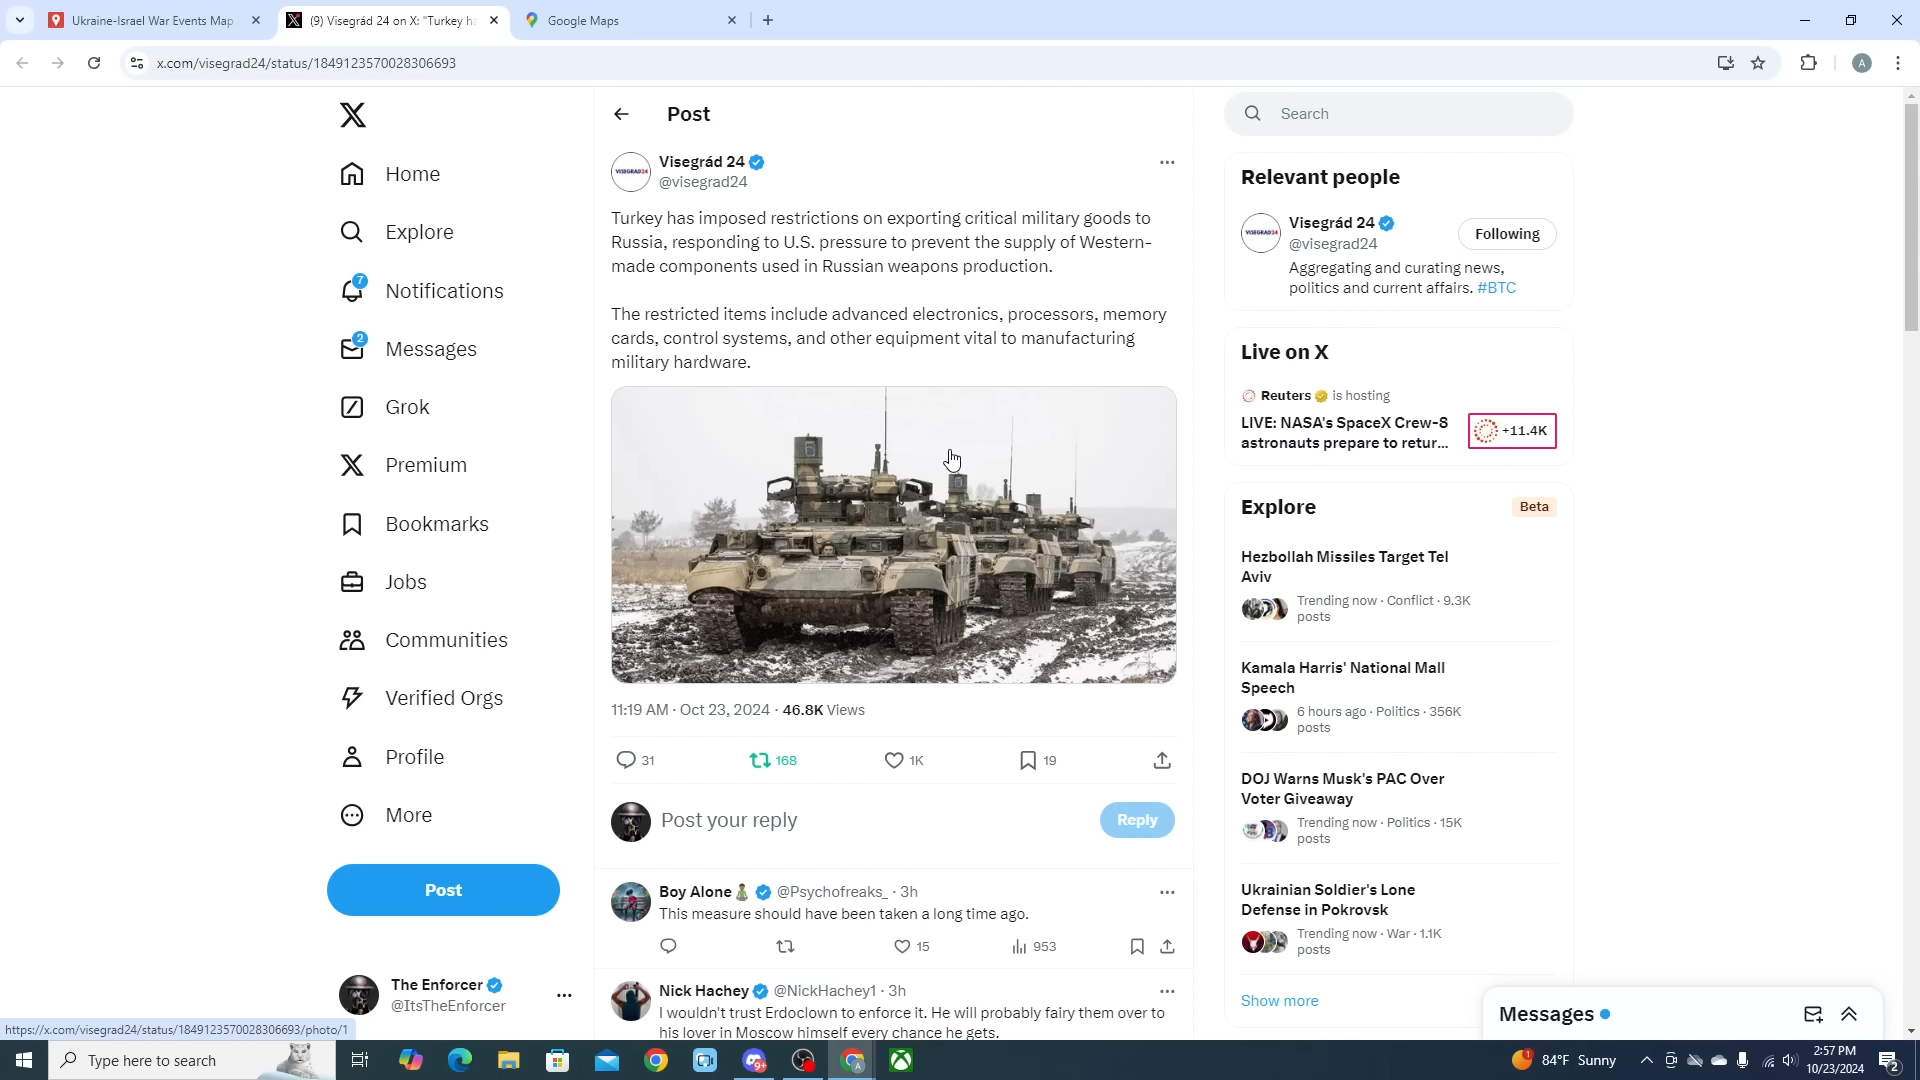 Ukraine-Israel War Events Map
(9) Visegrád 24 on X: "Turkey ha
Google Maps
x.com/visegrad24/status/1849123570028306693
A
Home
Explore
7
Notifications
2
Messages
Grok
Premium
Bookmarks
Jobs
Communities
Verified Orgs
Profile
More
Post
The Enforcer
@ItsTheEnforcer
https://x.com/visegrad24/status/1849123570028306693/photo/1
Post
VISEGRAD24
Visegrád 24
@visegrad24
Turkey has imposed restrictions on exporting critical military goods to
Russia, responding to U.S. pressure to prevent the supply of Western-
made components used in Russian weapons production.
The restricted items include advanced electronics, processors, memory
cards, control systems, and other equipment vital to manufacturing
military hardware.
11:19 AM · Oct 23, 2024 · 46.8K Views
31
168
1K
19
Post your reply
Reply
Boy Alone @Psychofreaks_ · 3h
This measure should have been taken a long time ago.
15
953
Nick Hachey @NickHachey1 · 3h
I wouldn't trust Erdoclown to enforce it. He will probably fairy them over to
his lover in Moscow himself every chance he gets.
Search
Relevant people
VISEGRAD24
Visegrád 24
@visegrad24
Following
Aggregating and curating news,
politics and current affairs. #BTC
Live on X
Reuters is hosting
LIVE: NASA's SpaceX Crew-8
astronauts prepare to retur...
+11.4K
Explore
Beta
Hezbollah Missiles Target Tel
Aviv
Trending now · Conflict · 9.3K
posts
Kamala Harris' National Mall
Speech
6 hours ago · Politics · 356K
posts
DOJ Warns Musk's PAC Over
Voter Giveaway
Trending now · Politics · 15K
posts
Ukrainian Soldier's Lone
Defense in Pokrovsk
Trending now · War · 1.1K
posts
Show more
Messages
Type here to search
9+
84°F Sunny
2:57 PM
10/23/2024
2